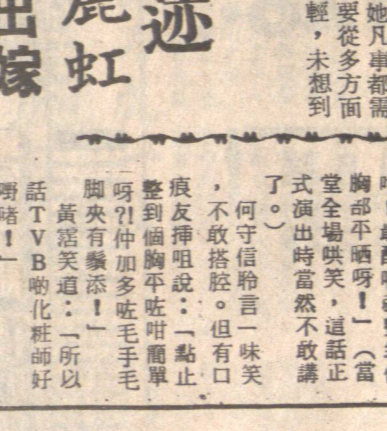 她凡事都需
要從多方面
輕，未想到
迹
麗虹
出嫁
胸部平晒呀！」（當
堂全場哄笑，這話正
式演出時當然不敢講
了。）
何守信聆言一味笑
，不敢搭腔。但有口
痕友揷咀說：「點止
整到個胸平咗咁簡單
呀?!仲加多咗毛手毛
脚夾有鬚添！」
黃霑笑道：「所以
話TVB啲化粧師好
嘢啫！」